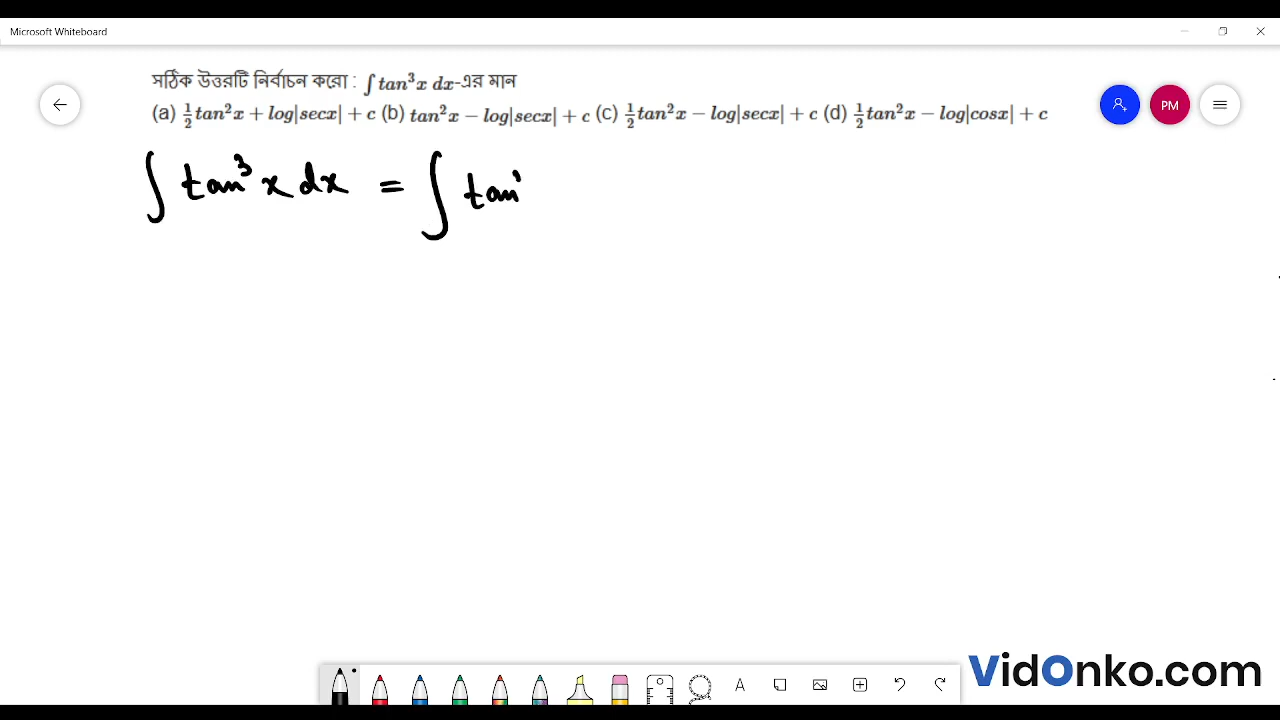 Microsoft Whiteboard
সঠিক উত্তরটি নির্বাচন করো : ∫ tan³x dx-এর মান
(a) ½tan²x + log|secx| + c (b) tan²x − log|secx| + c (c) ½tan²x − log|secx| + c (d) ½tan²x − log|cosx| + c
PM
∫ tan³ x dx = ∫ tan
A
VidOnko.com